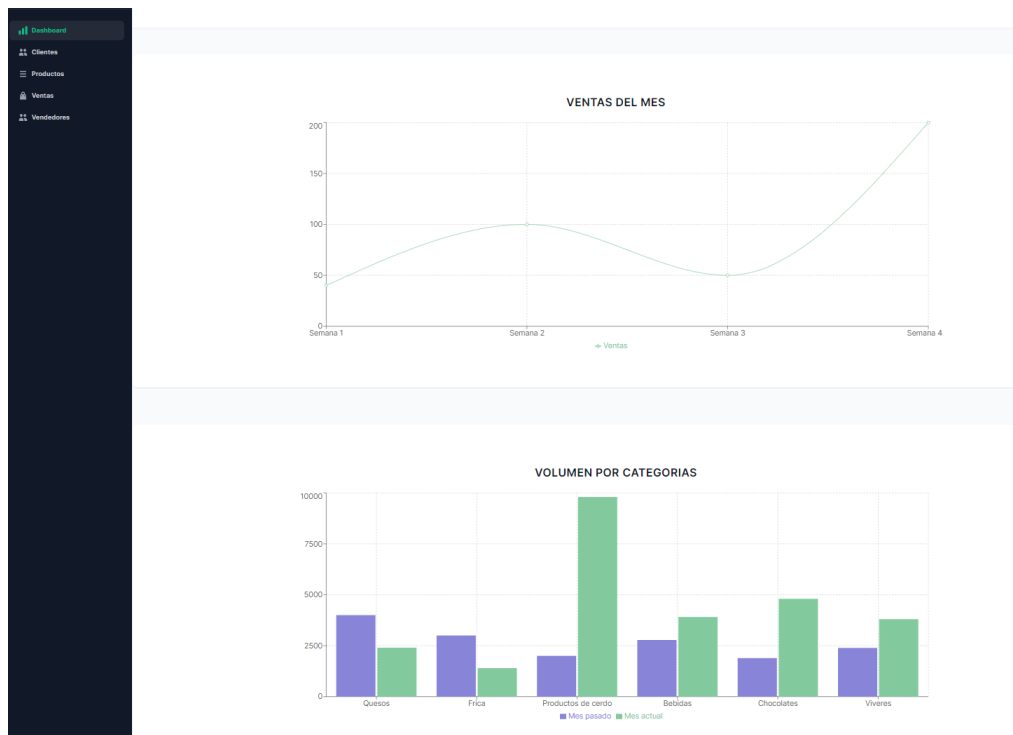 Dashboard
Clientes
Productos
Ventas
Vendedores
VENTAS DEL MES
200
150
100
50
0
Semana 1 Semana 2 Semana 3 Semana 4
Ventas
VOLUMEN POR CATEGORIAS
10000
7500
5000
2500
0
Quesos Frica Productos de cerdo Bebidas Chocolates Viveres
Mes pasado Mes actual